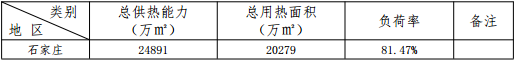 类别
地 区
总供热能力
（万㎡）
总用热面积
（万㎡）
负荷率
备注
石家庄
24891
20279
81.47%